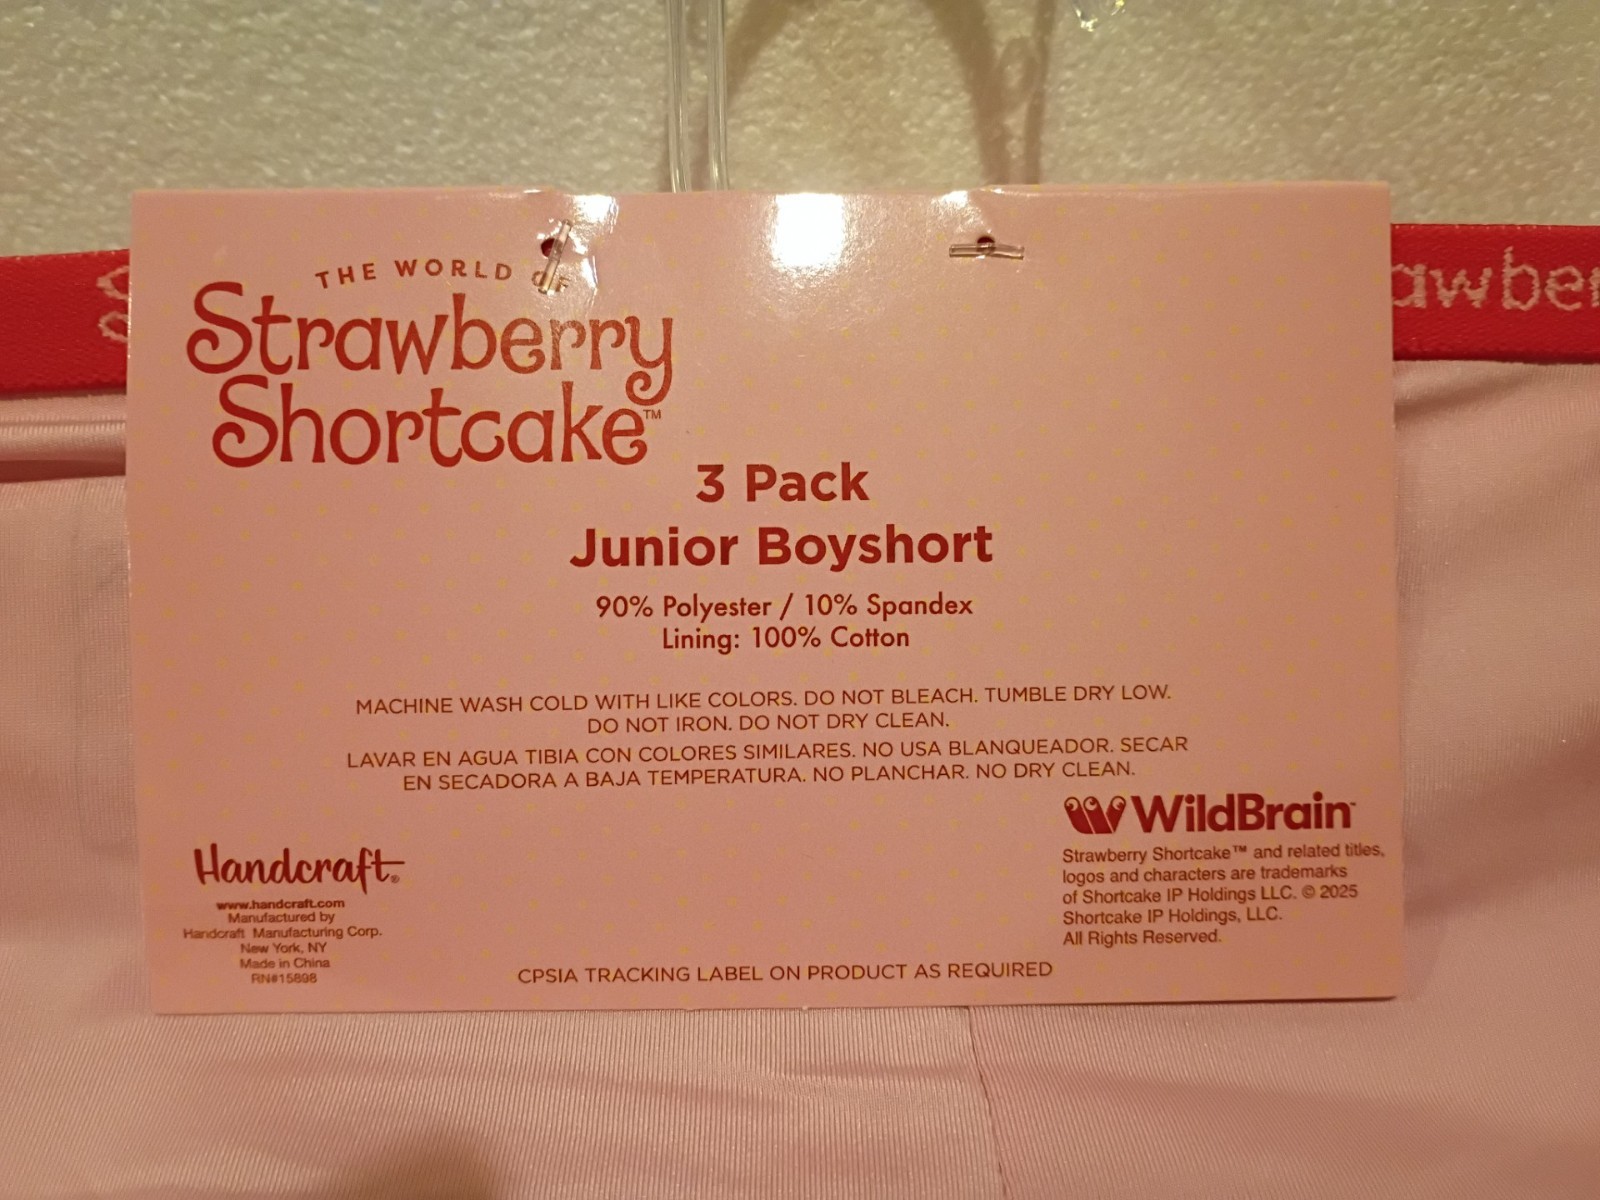 THE WORLD OF
Strawberry
Shortcake™
3 Pack
Junior Boyshort
90% Polyester / 10% Spandex
Lining: 100% Cotton
MACHINE WASH COLD WITH LIKE COLORS. DO NOT BLEACH. TUMBLE DRY LOW.
DO NOT IRON. DO NOT DRY CLEAN.
LAVAR EN AGUA TIBIA CON COLORES SIMILARES. NO USA BLANQUEADOR. SECAR
EN SECADORA A BAJA TEMPERATURA. NO PLANCHAR. NO DRY CLEAN.
Handcraft®
www.handcraft.com
Manufactured by
Handcraft Manufacturing Corp.
New York, NY
Made in China
RN#15898
WildBrain™
Strawberry Shortcake™ and related titles,
logos and characters are trademarks
of Shortcake IP Holdings LLC. © 2025
Shortcake IP Holdings, LLC.
All Rights Reserved.
CPSIA TRACKING LABEL ON PRODUCT AS REQUIRED
awber